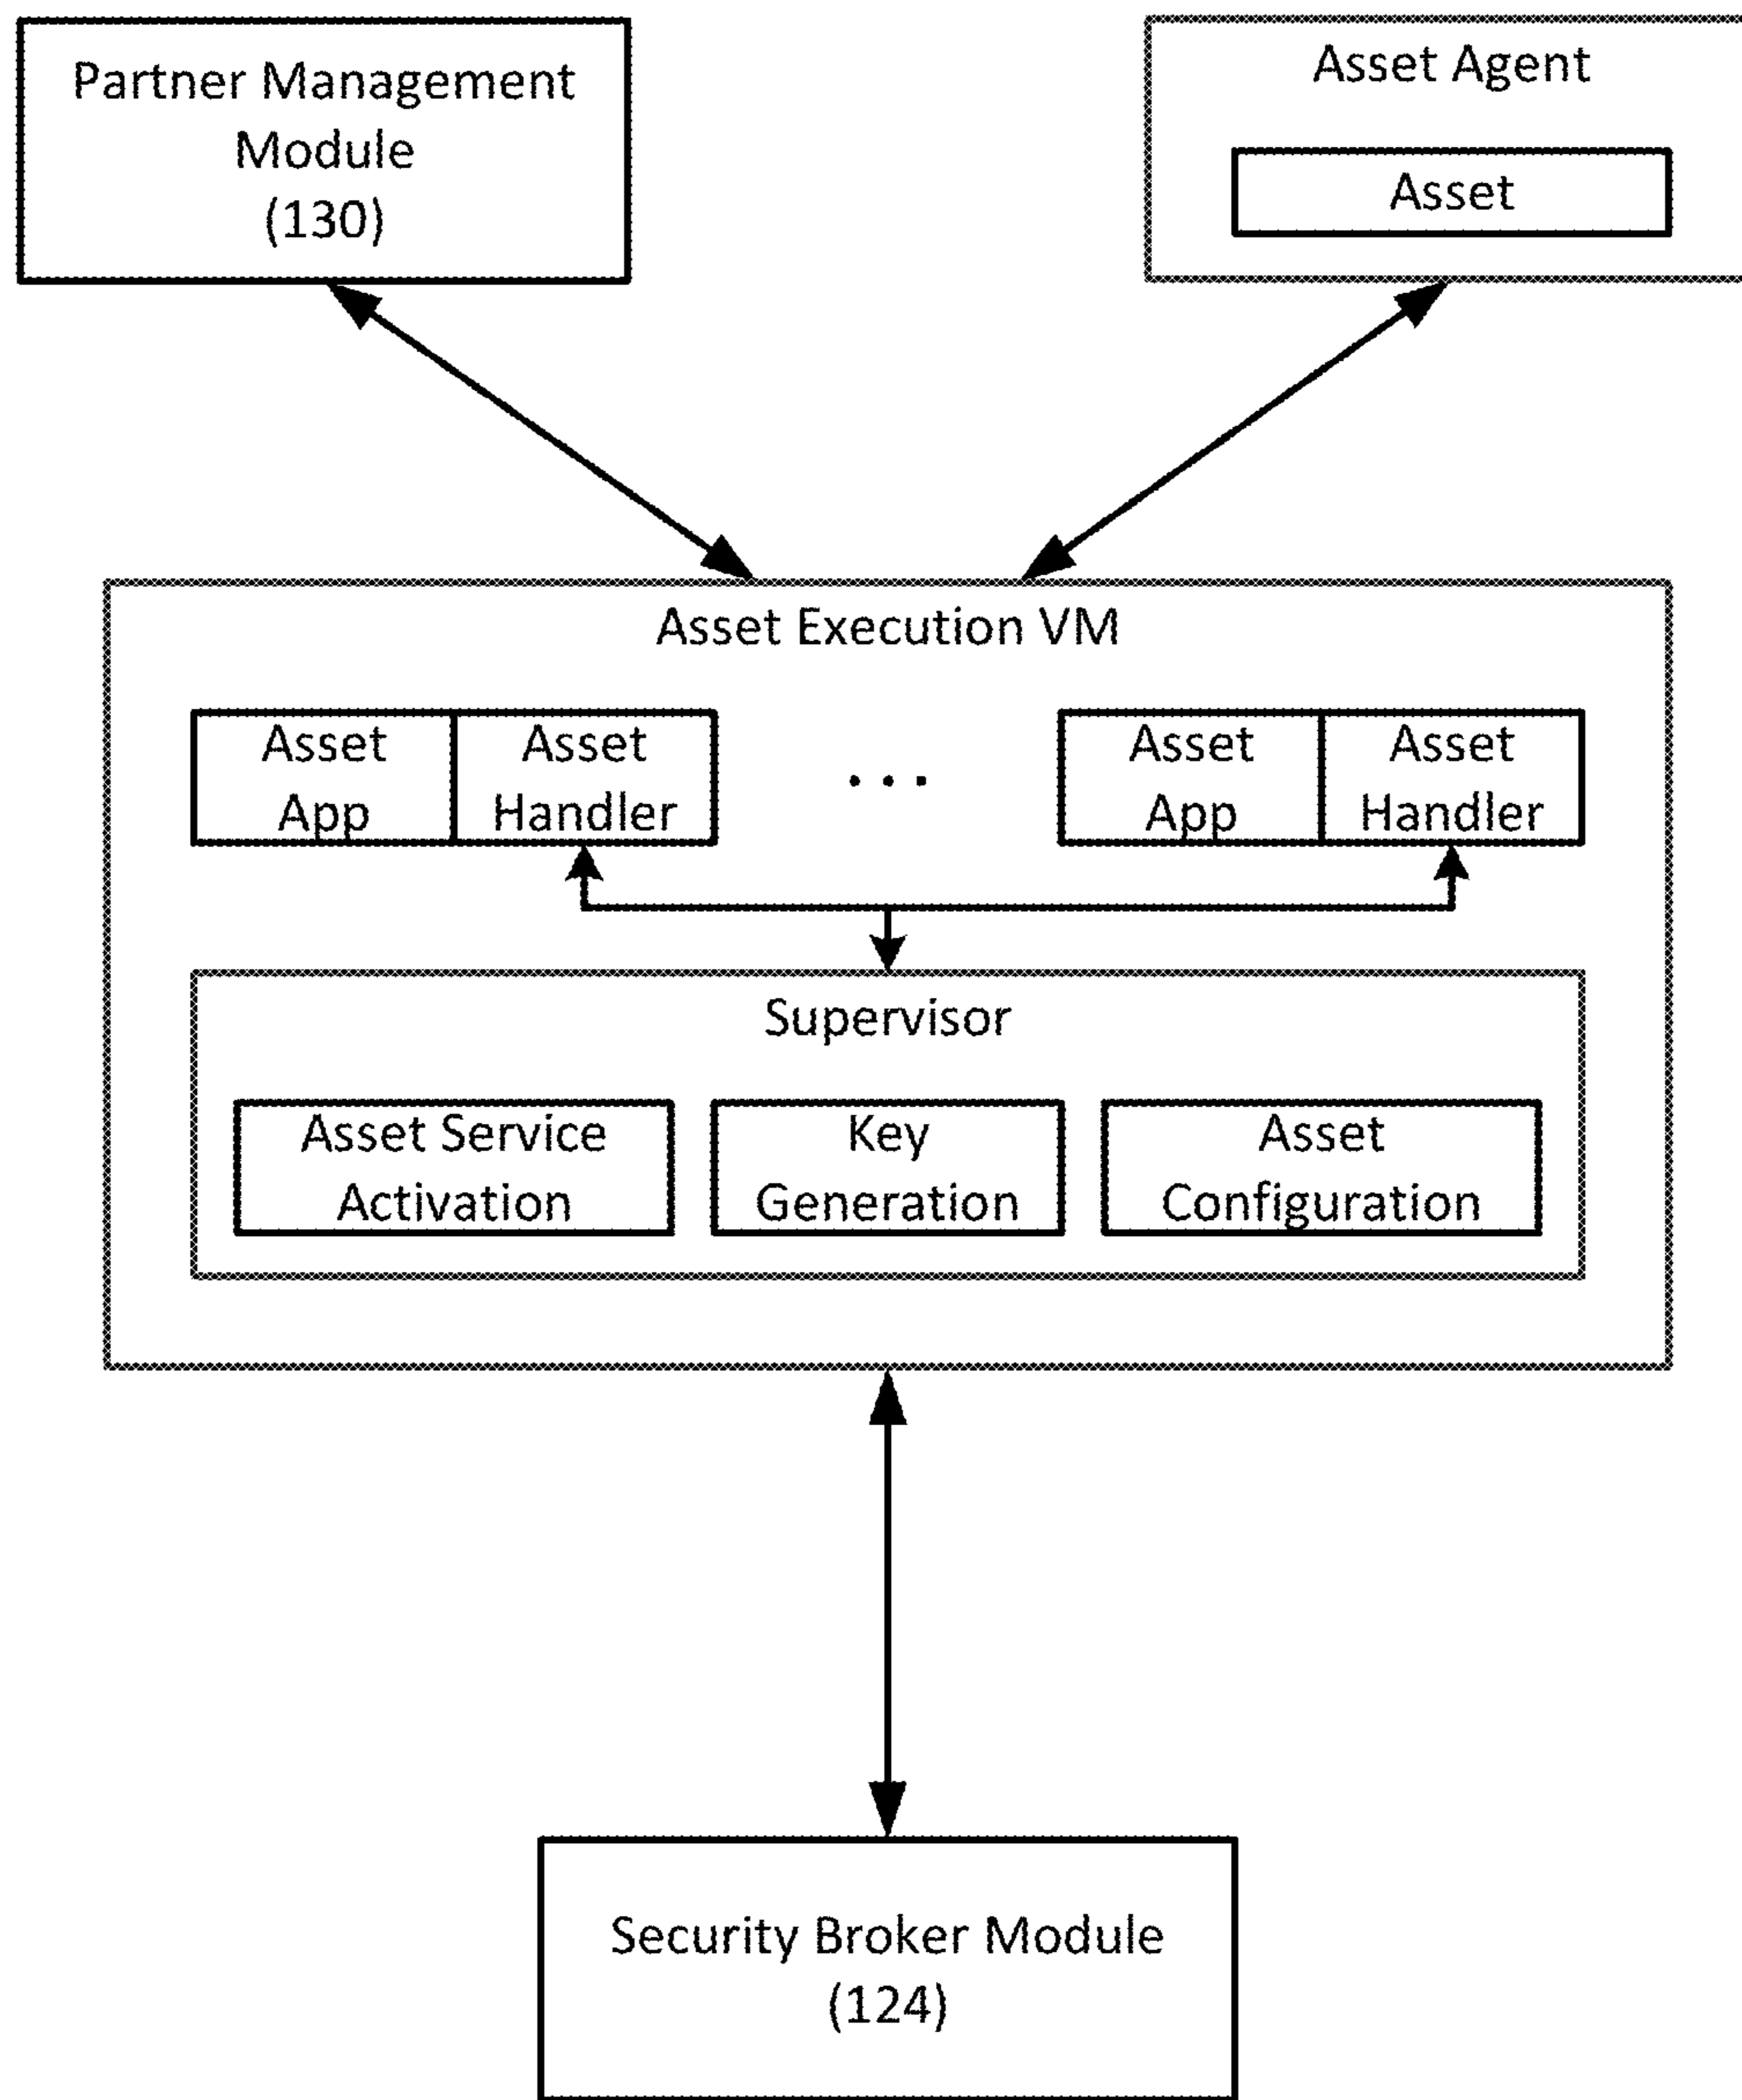 Partner Management
Module
(130)
Asset Agent
Asset
Asset Execution VM
Asset
App
Asset
Handler
...
Asset
App
Asset
Handler
Supervisor
Asset Service
Activation
Key
Generation
Asset
Configuration
Security Broker Module
(124)